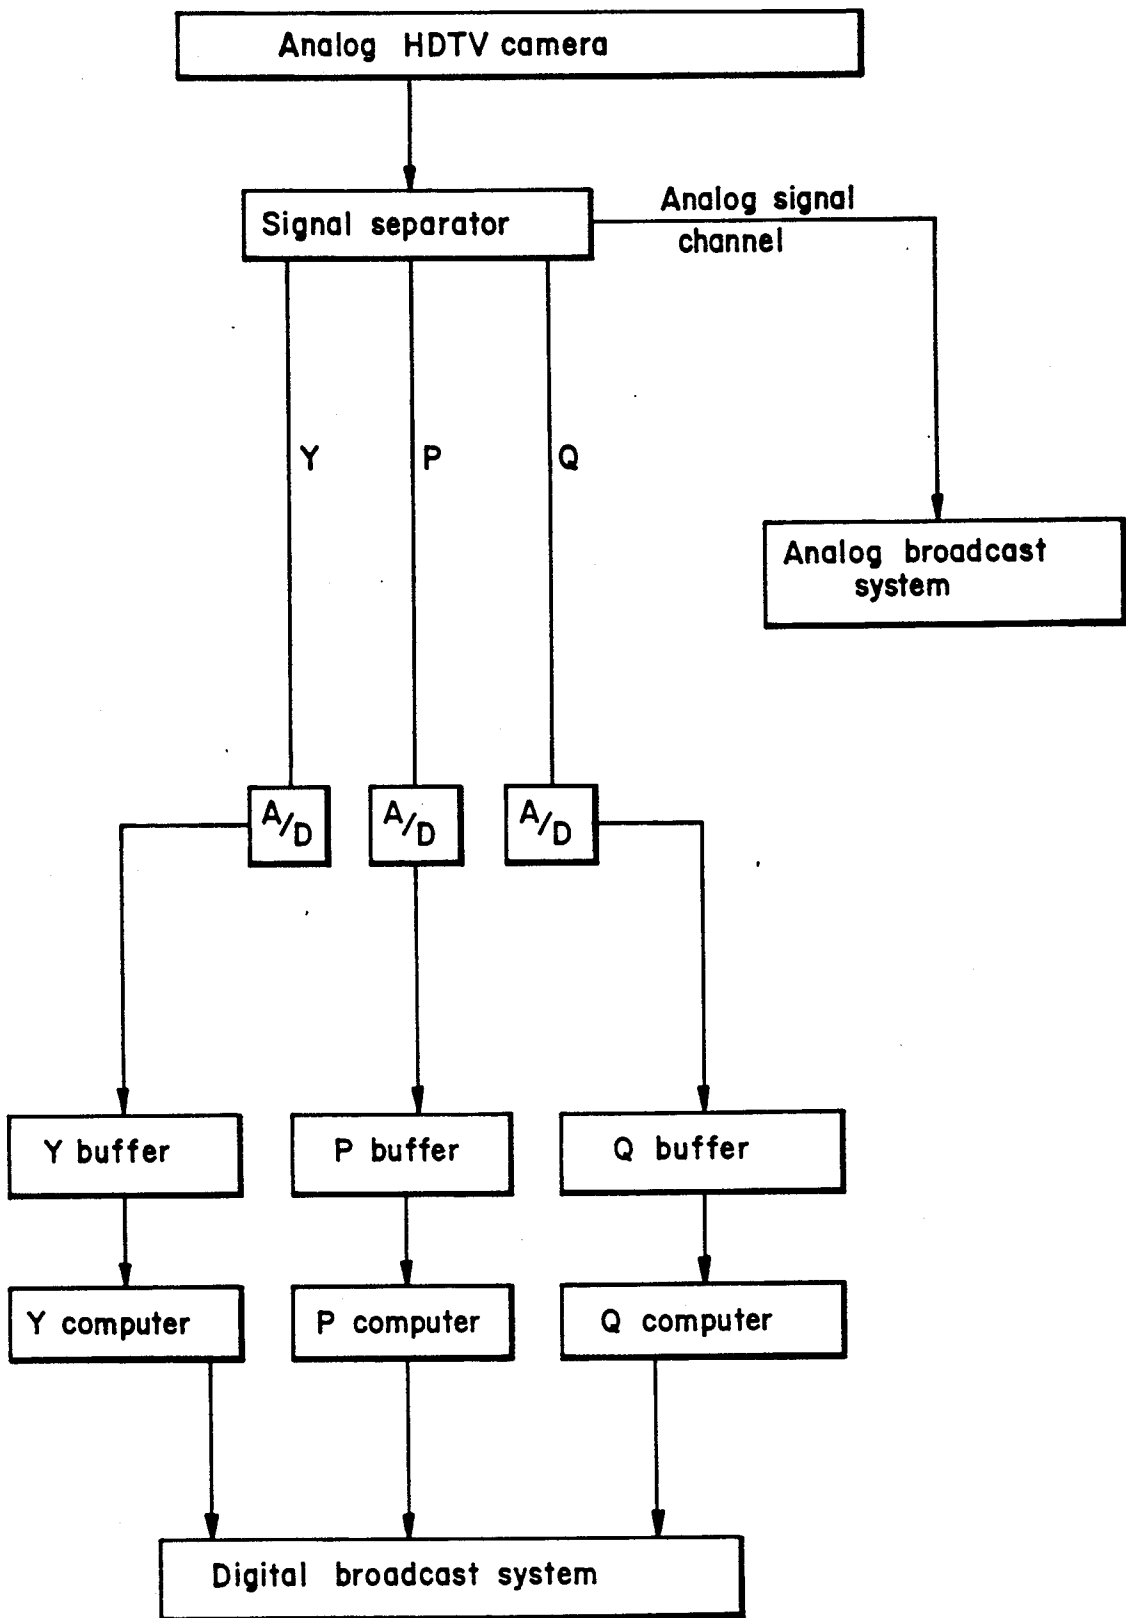 Analog HDTV camera
Signal separator
Analog signal
channel
Y
P
Q
Analog broadcast
system
A/D
A/D
A/D
Y buffer
P buffer
Q buffer
Y computer
P computer
Q computer
Digital broadcast system